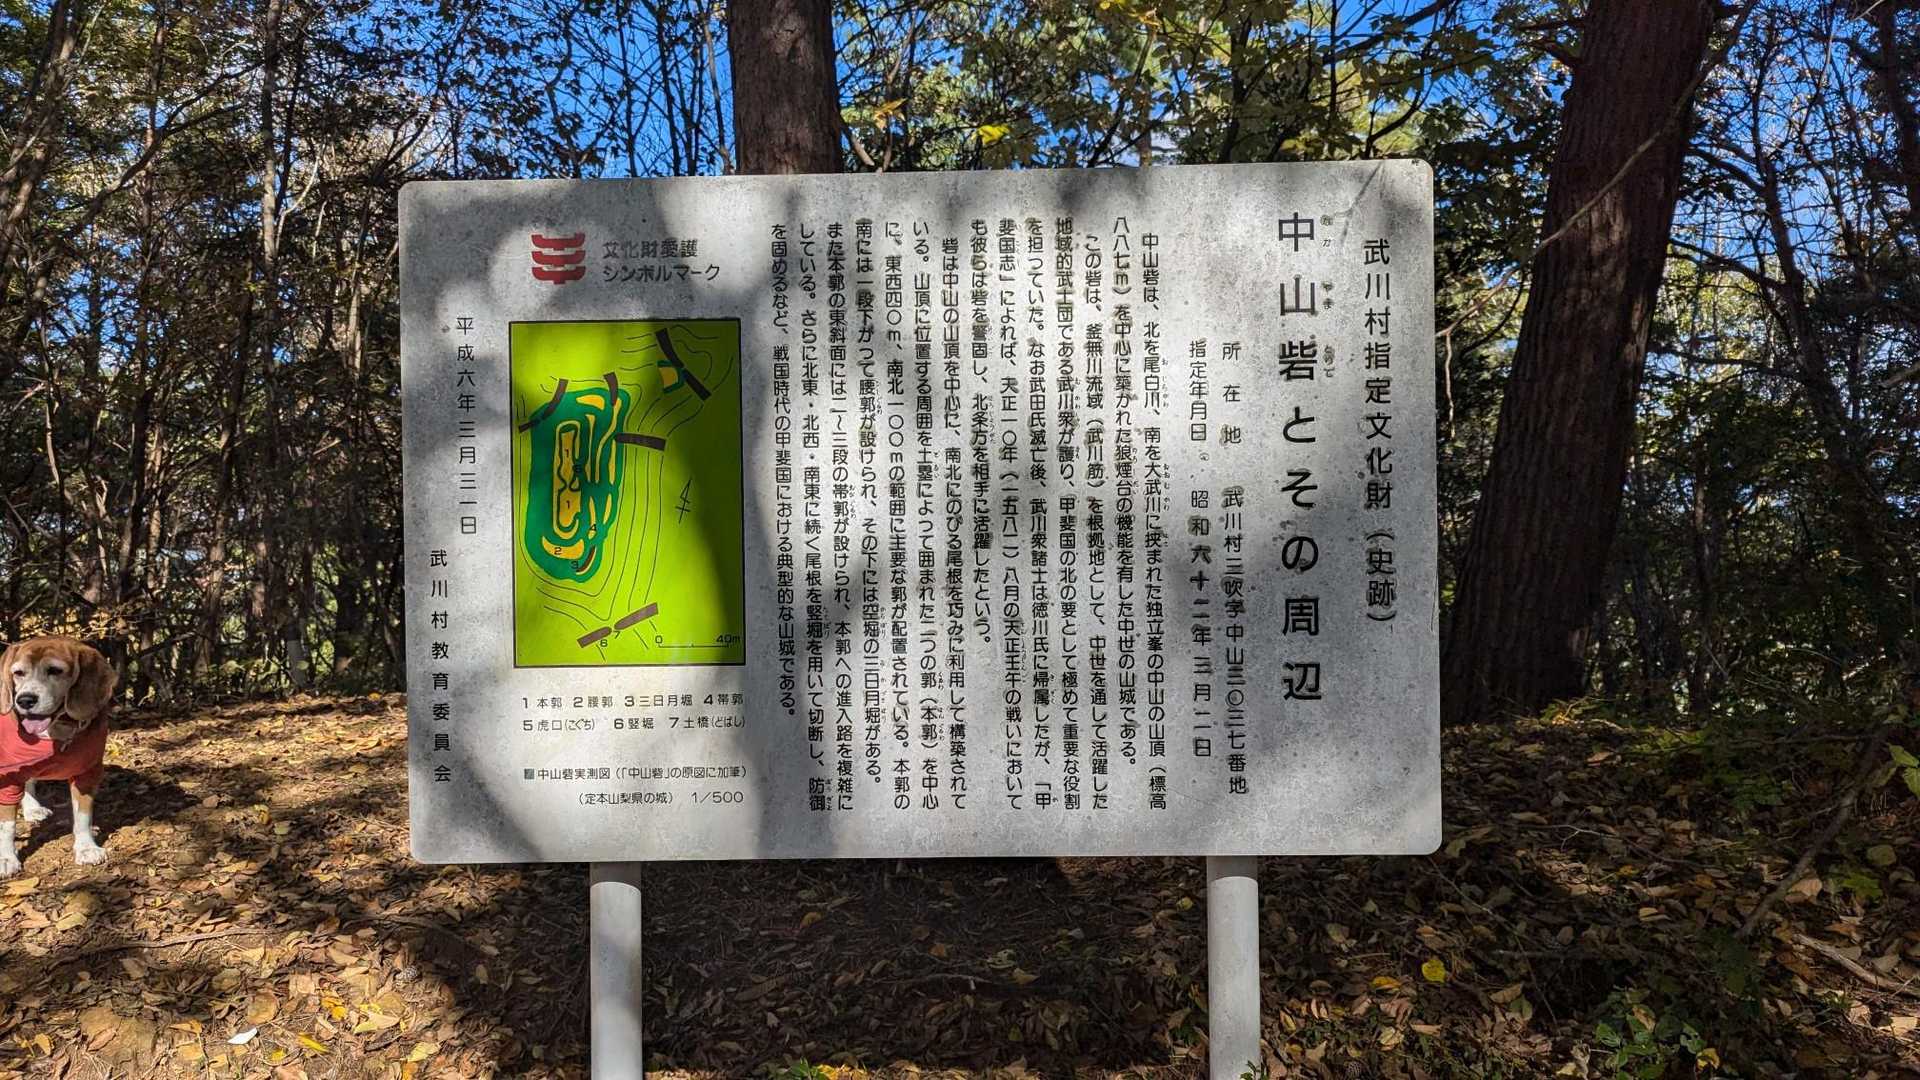 武川村指定文化財(史跡)
中山砦とその周辺
なか やま とりで
所在地 武川村三吹字中山三〇三七番地
指定年月日 昭和六十二年三月二日
中山砦は、北を尾白川、南を大武川に挟まれた独立峯の中山の山頂(標高
八八七m)を中心に築かれた狼煙台の機能を有した中世の山城である。
この砦は、釜無川流域(武川筋)を根拠地として、中世を通して活躍した
地域的武士団である武川衆が護り、甲斐国の北の要として極めて重要な役割
を担っていた。なお武田氏滅亡後、武川衆諸士は徳川氏に帰属したが、「甲
斐国志」によれば、天正一〇年(一五八二)八月の天正壬午の戦いにおいて
も彼らは砦を警固し、北条方を相手に活躍したという。
砦は中山の山頂を中心に、南北にのびる尾根を巧みに利用して構築されて
いる。山頂に位置する周囲を土塁によって囲まれた二つの郭(本郭)を中心
に、東西四〇m、南北一〇〇mの範囲に主要な郭が配置されている。本郭の
南には一段下がって腰郭が設けられ、その下には空堀の三日月堀がある。
また本郭の東斜面には二〜三段の帯郭が設けられ、本郭への進入路を複雑に
している。さらに北東・北西・南東に続く尾根を竪堀を用いて切断し、防御
を固めるなど、戦国時代の甲斐国における典型的な山城である。
文化財愛護
シンボルマーク
1
5
1
4
2
3
6
7
0 40m
1本郭 2腰郭 3三日月堀 4帯郭
5虎口(こぐち) 6竪堀 7土橋(どばし)
中山砦実測図(「中山砦」の原図に加筆)
(定本山梨県の城) 1/500
平成六年三月三一日
武川村教育委員会